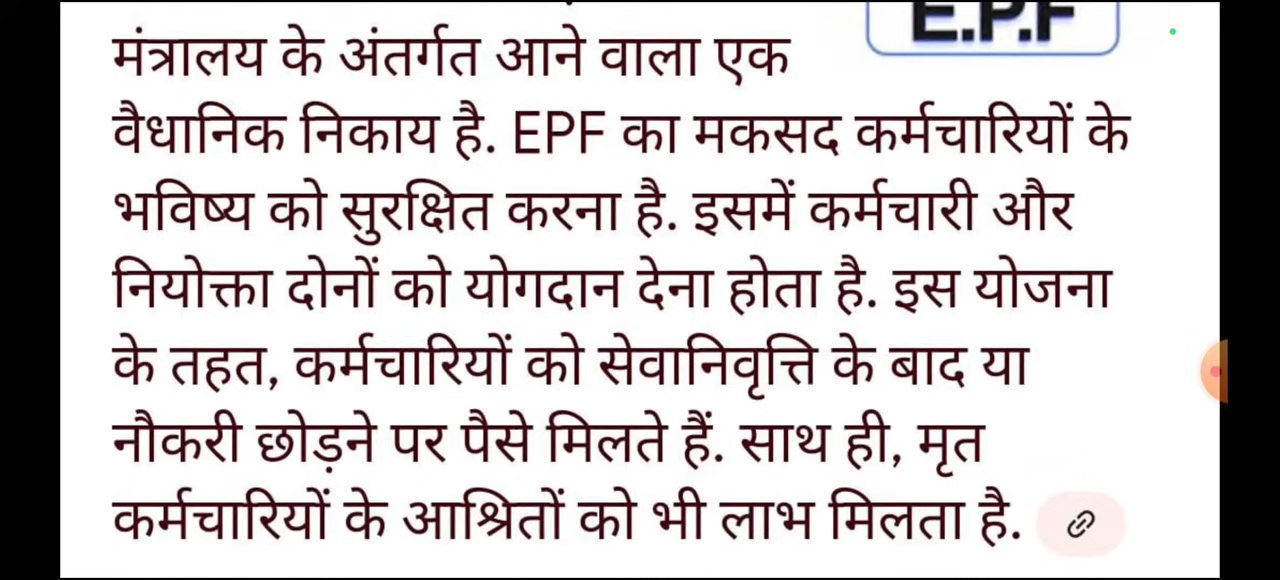 E.P.F
मंत्रालय के अंतर्गत आने वाला एक
वैधानिक निकाय है. EPF का मकसद कर्मचारियों के
भविष्य को सुरक्षित करना है. इसमें कर्मचारी और
नियोक्ता दोनों को योगदान देना होता है. इस योजना
के तहत, कर्मचारियों को सेवानिवृत्ति के बाद या
नौकरी छोड़ने पर पैसे मिलते हैं. साथ ही, मृत
कर्मचारियों के आश्रितों को भी लाभ मिलता है.